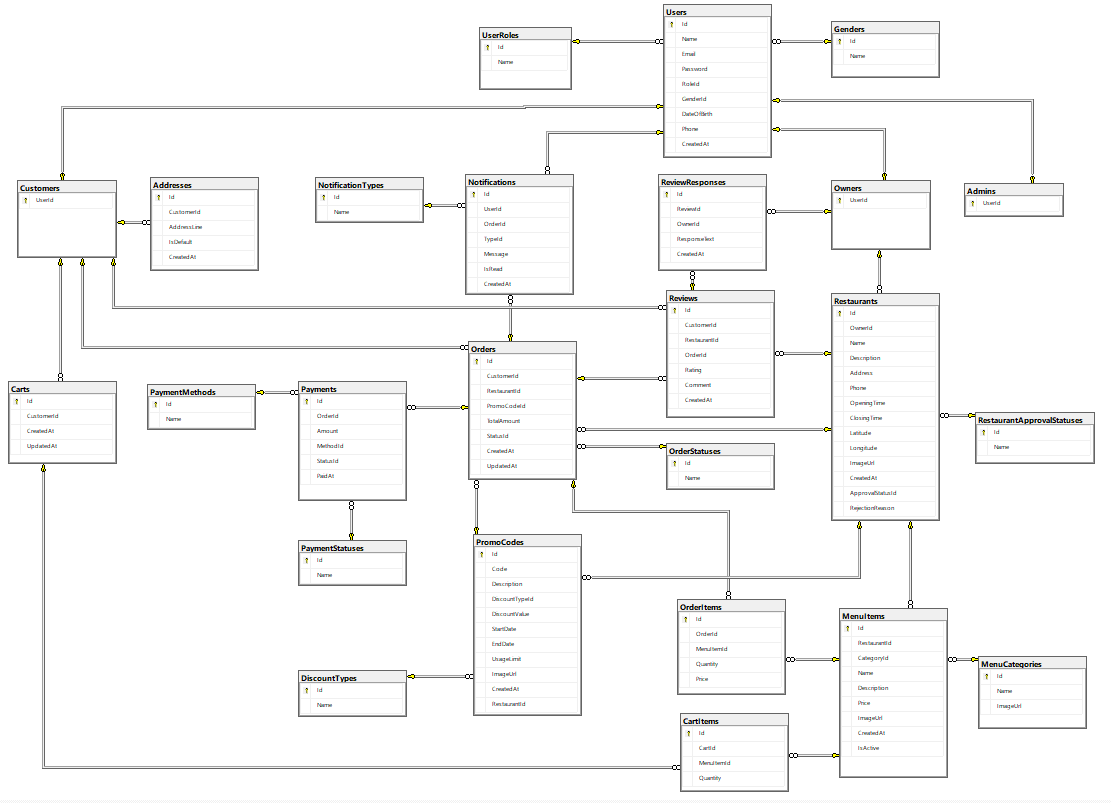 Users
Id
Name
Email
Password
RoleId
GenderId
DateOfBirth
Phone
CreatedAt
UserRoles
Id
Name
Genders
Id
Name
Customers
UserId
Addresses
Id
CustomerId
AddressLine
IsDefault
CreatedAt
NotificationTypes
Id
Name
Notifications
Id
UserId
OrderId
TypeId
Message
IsRead
CreatedAt
ReviewResponses
Id
ReviewId
OwnerId
ResponseText
CreatedAt
Owners
UserId
Admins
UserId
Reviews
Id
CustomerId
RestaurantId
OrderId
Rating
Comment
CreatedAt
Restaurants
Id
OwnerId
Name
Description
Address
Phone
OpeningTime
ClosingTime
Latitude
Longitude
ImageUrl
CreatedAt
ApprovalStatusId
RejectionReason
Orders
Id
CustomerId
RestaurantId
PromoCodeId
TotalAmount
StatusId
CreatedAt
UpdatedAt
Carts
Id
CustomerId
CreatedAt
UpdatedAt
PaymentMethods
Id
Name
Payments
Id
OrderId
Amount
MethodId
StatusId
PaidAt
RestaurantApprovalStatuses
Id
Name
OrderStatuses
Id
Name
PaymentStatuses
Id
Name
PromoCodes
Id
Code
Description
DiscountTypeId
DiscountValue
StartDate
EndDate
UsageLimit
ImageUrl
CreatedAt
RestaurantId
OrderItems
Id
OrderId
MenuItemId
Quantity
Price
MenuItems
Id
RestaurantId
CategoryId
Name
Description
Price
ImageUrl
CreatedAt
IsActive
MenuCategories
Id
Name
ImageUrl
DiscountTypes
Id
Name
CartItems
Id
CartId
MenuItemId
Quantity